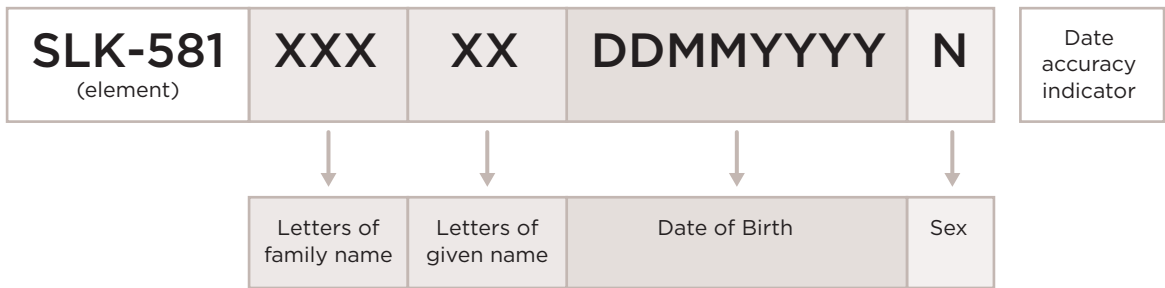 SLK-581
(element)
XXX
XX
DDMMYYYY
N
Date
accuracy
indicator
Letters of
family name
Letters of
given name
Date of Birth
Sex